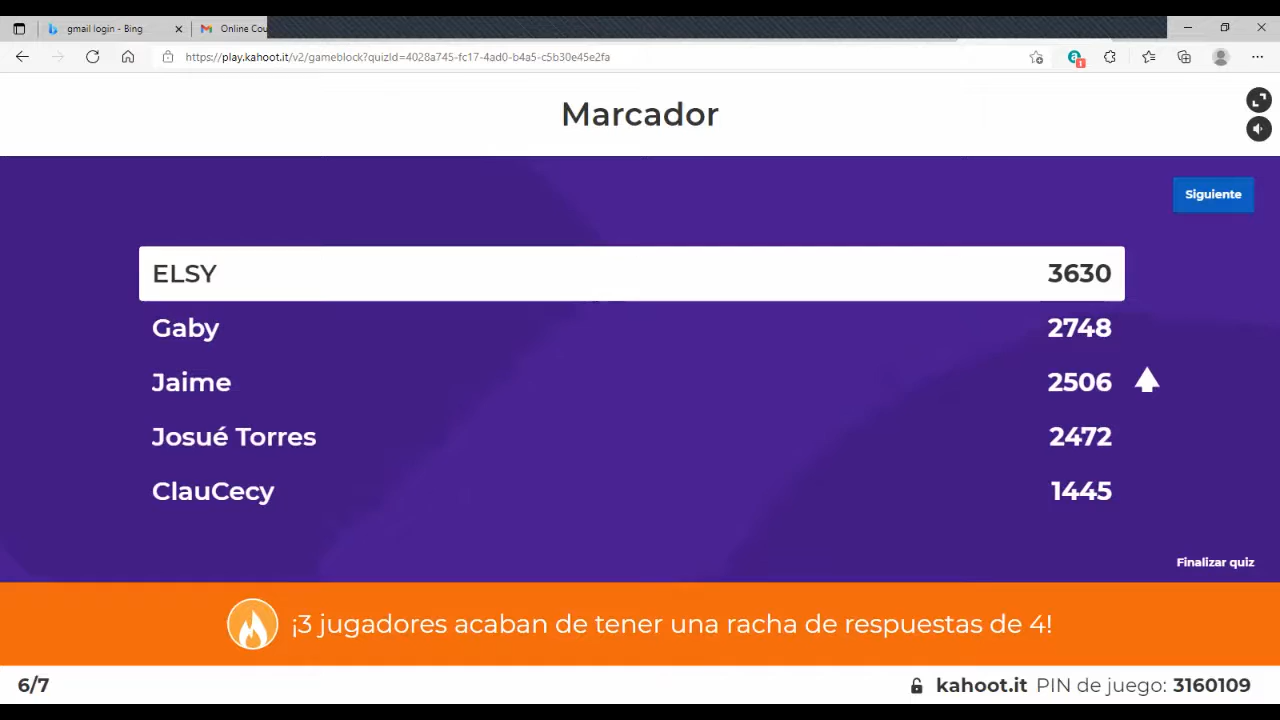 gmail login - Bing
Online Cou
https://play.kahoot.it/v2/gameblock?quizId=4028a745-fc17-4ad0-b4a5-c5b30e45e2fa
a
1
Marcador
Siguiente
ELSY 3630
Gaby 2748
Jaime 2506
Josué Torres 2472
ClauCecy 1445
Finalizar quiz
¡3 jugadores acaban de tener una racha de respuestas de 4!
6/7
kahoot.it PIN de juego: 3160109